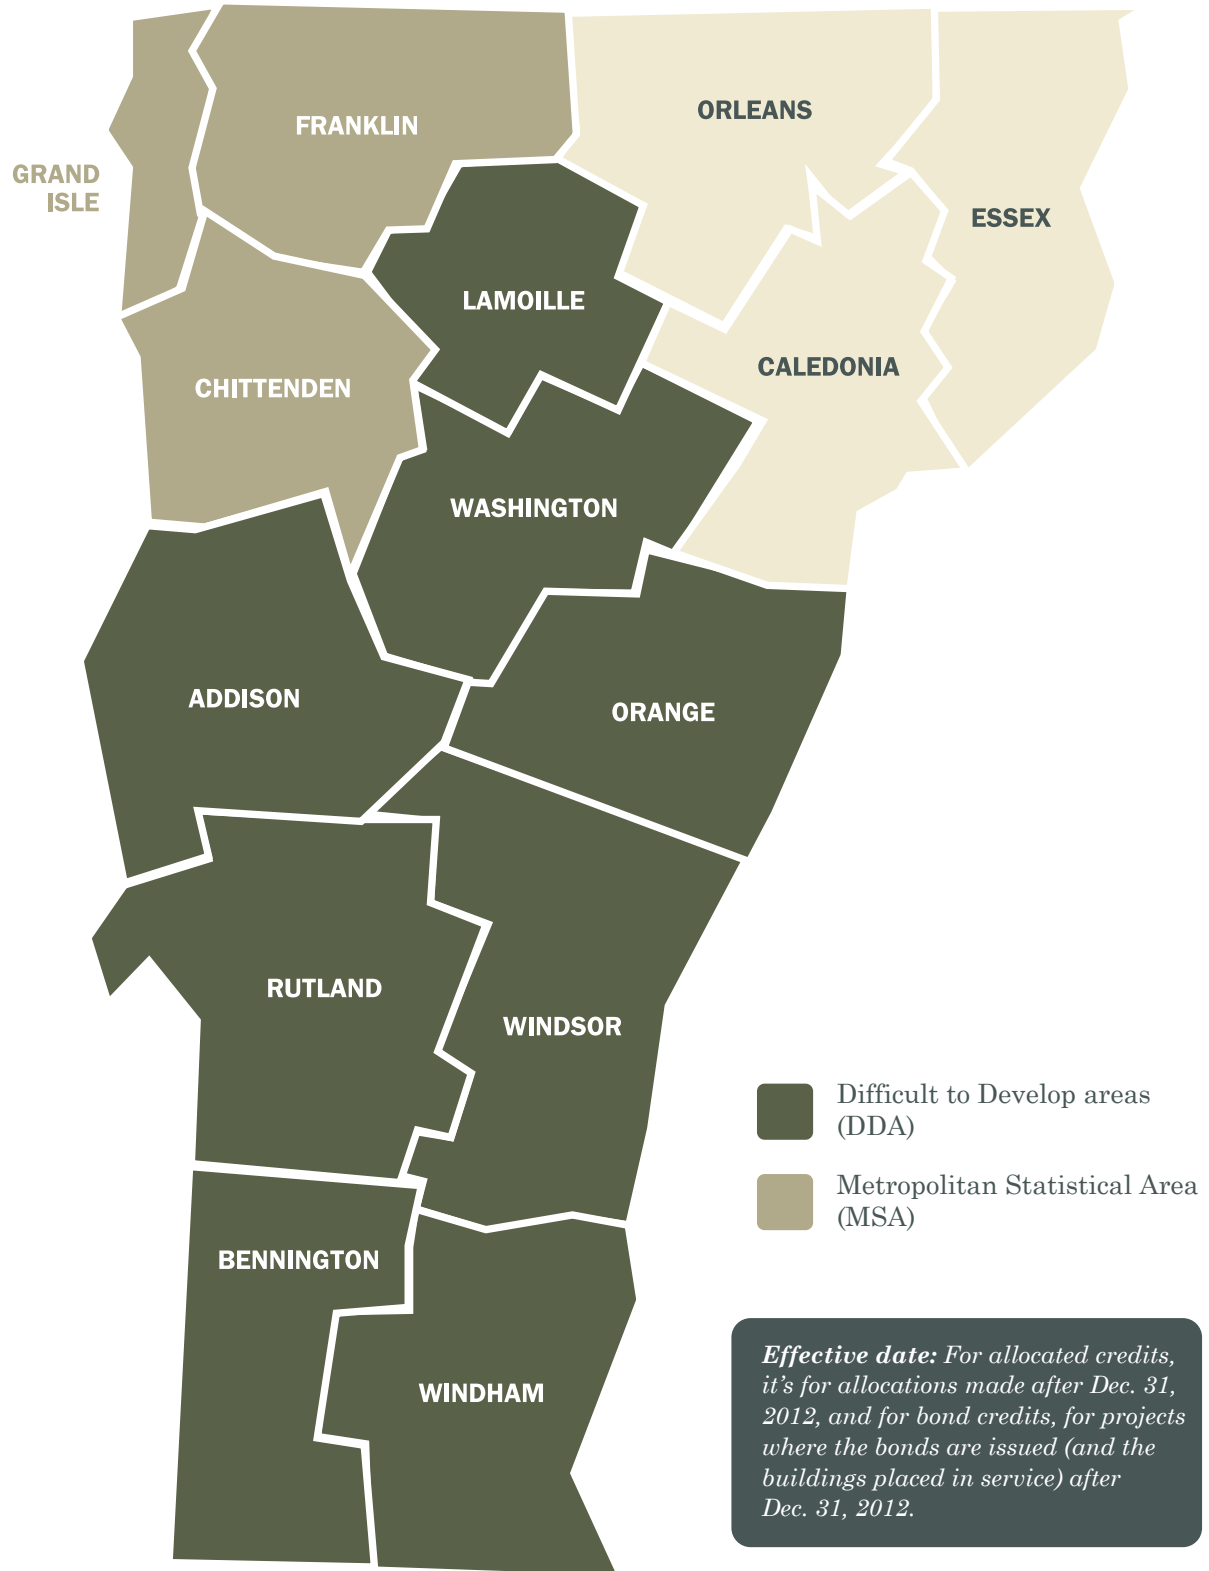 FRANKLIN
ORLEANS
GRAND
ISLE
ESSEX
LAMOILLE
CALEDONIA
CHITTENDEN
WASHINGTON
ADDISON
ORANGE
RUTLAND
WINDSOR
Difficult to Develop areas
(DDA)
Metropolitan Statistical Area
(MSA)
BENNINGTON
WINDHAM
Effective date: For allocated credits,
it's for allocations made after Dec. 31,
2012, and for bond credits, for projects
where the bonds are issued (and the
buildings placed in service) after
Dec. 31, 2012.